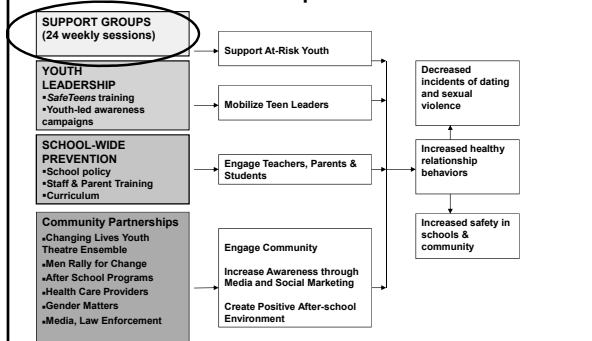 SUPPORT GROUPS
(24 weekly sessions)
Support At-Risk Youth
YOUTH
LEADERSHIP
▪SafeTeens training
▪Youth-led awareness
campaigns
Mobilize Teen Leaders
SCHOOL-WIDE
PREVENTION
▪School policy
▪Staff & Parent Training
▪Curriculum
Engage Teachers, Parents &
Students
Community Partnerships
▪Changing Lives Youth
Theatre Ensemble
▪Men Rally for Change
▪After School Programs
▪Health Care Providers
▪Gender Matters
▪Media, Law Enforcement
Engage Community
Increase Awareness through
Media and Social Marketing
Create Positive After-school
Environment
Decreased
incidents of dating
and sexual
violence
Increased healthy
relationship
behaviors
Increased safety in
schools &
community